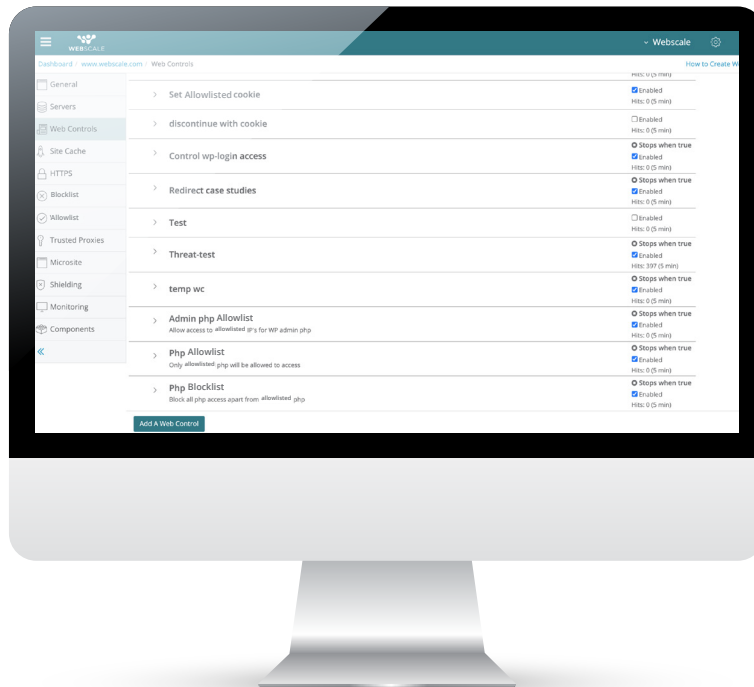 WEBSCALE
Webscale
Dashboard / www.webscale.com / Web Controls
How to Create W
General
Servers
Web Controls
Site Cache
HTTPS
Blocklist
Allowlist
Trusted Proxies
Microsite
Shielding
Monitoring
Components
Hits: 0 (5 min)
Set Allowlisted cookie
Enabled
Hits: 0 (5 min)
discontinue with cookie
Enabled
Hits: 0 (5 min)
Control wp-login access
Stops when true
Enabled
Hits: 0 (5 min)
Redirect case studies
Stops when true
Enabled
Hits: 0 (5 min)
Test
Enabled
Hits: 0 (5 min)
Threat-test
Stops when true
Enabled
Hits: 397 (5 min)
temp wc
Stops when true
Enabled
Hits: 0 (5 min)
Admin php Allowlist
Allow access to allowlisted IP's for WP admin php
Stops when true
Enabled
Hits: 0 (5 min)
Php Allowlist
Only allowlisted php will be allowed to access
Stops when true
Enabled
Hits: 0 (5 min)
Php Blocklist
Block all php access apart from allowlisted php
Stops when true
Enabled
Hits: 0 (5 min)
Add A Web Control